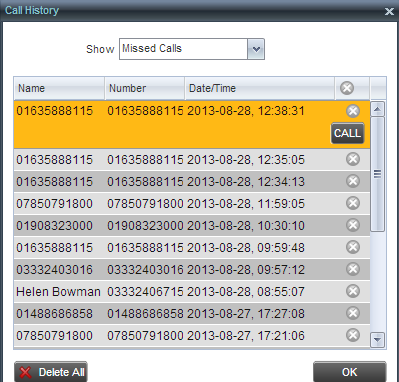 Call History
Show Missed Calls
Name Number Date/Time
01635888115 01635888115 2013-08-28, 12:38:31
CALL
01635888115 01635888115 2013-08-28, 12:35:05
01635888115 01635888115 2013-08-28, 12:34:13
07850791800 07850791800 2013-08-28, 11:59:05
01908323000 01908323000 2013-08-28, 10:30:10
01635888115 01635888115 2013-08-28, 09:59:48
03332403016 03332403016 2013-08-28, 09:57:12
Helen Bowman 03332406715 2013-08-28, 08:55:07
01488686858 01488686858 2013-08-27, 17:27:08
07850791800 07850791800 2013-08-27, 17:21:06
Delete All OK